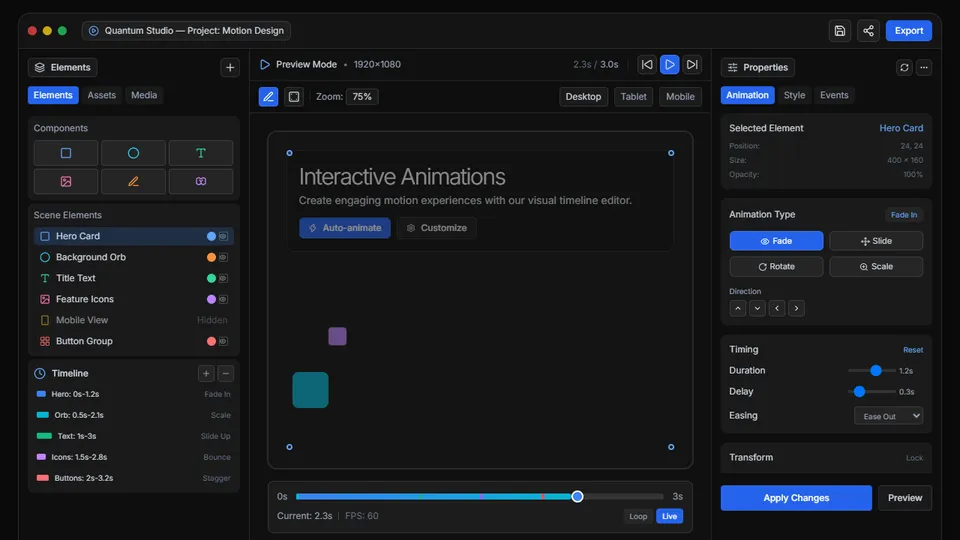 Quantum Studio — Project: Motion Design
Export
Elements
Elements Assets Media
Components
T
Scene Elements
Hero Card
Background Orb
T Title Text
Feature Icons
Mobile View Hidden
Button Group
Timeline
Hero: 0s-1.2s Fade In
Orb: 0.5s-2.1s Scale
Text: 1s-3s Slide Up
Icons: 1.5s-2.8s Bounce
Buttons: 2s-3.2s Stagger
Preview Mode • 1920×1080 2.3s / 3.0s
Zoom: 75% Desktop Tablet Mobile
Interactive Animations
Create engaging motion experiences with our visual timeline editor.
Auto-animate Customize
0s 3s
Current: 2.3s FPS: 60 Loop Live
Properties
Animation Style Events
Selected Element Hero Card
Position: 24, 24
Size: 400 × 160
Opacity: 100%
Animation Type Fade In
Fade Slide
Rotate Scale
Direction
Timing Reset
Duration 1.2s
Delay 0.3s
Easing Ease Out
Transform Lock
Apply Changes Preview